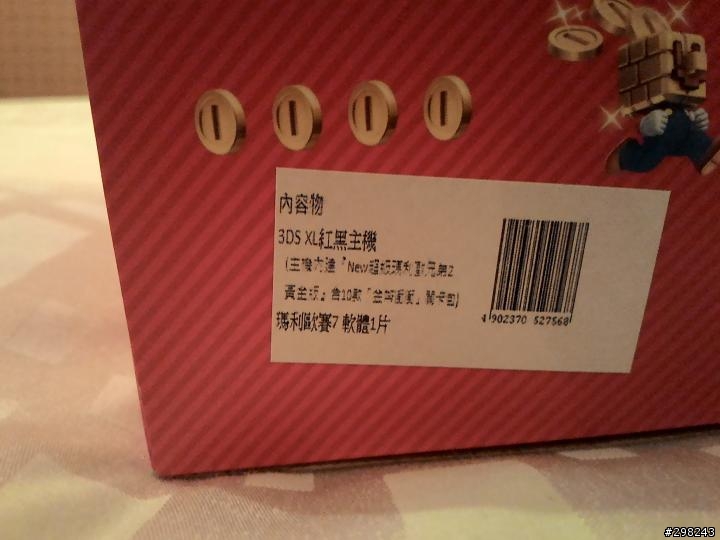 內容物
3DS XL紅黑主機
(主機內建『New超級瑪利歐兄弟2
黃金版』含10款「金幣衝衝」關卡包)
瑪利歐賽7 軟體1片
4 902370 527568
#298243